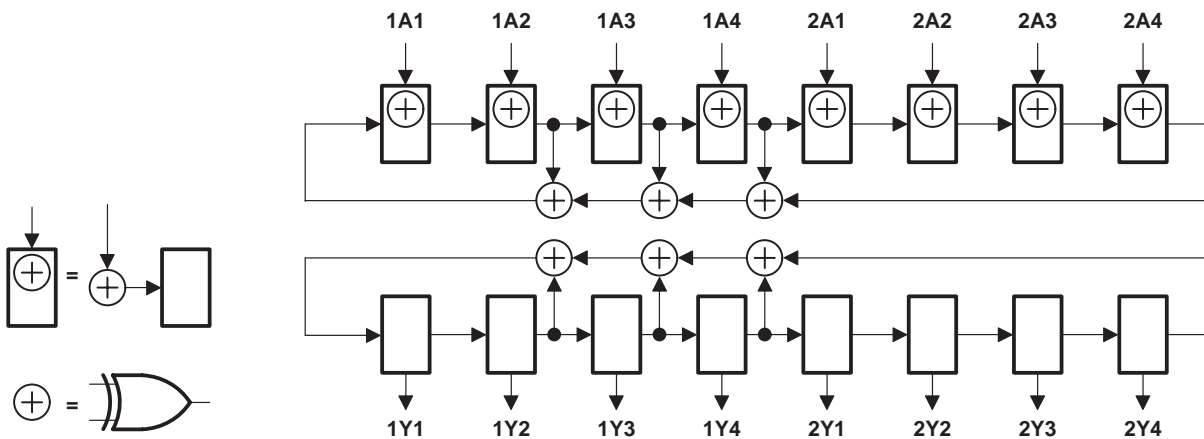 1A1 1A2 1A3 1A4 2A1 2A2 2A3 2A4
=
=
1Y1 1Y2 1Y3 1Y4 2Y1 2Y2 2Y3 2Y4